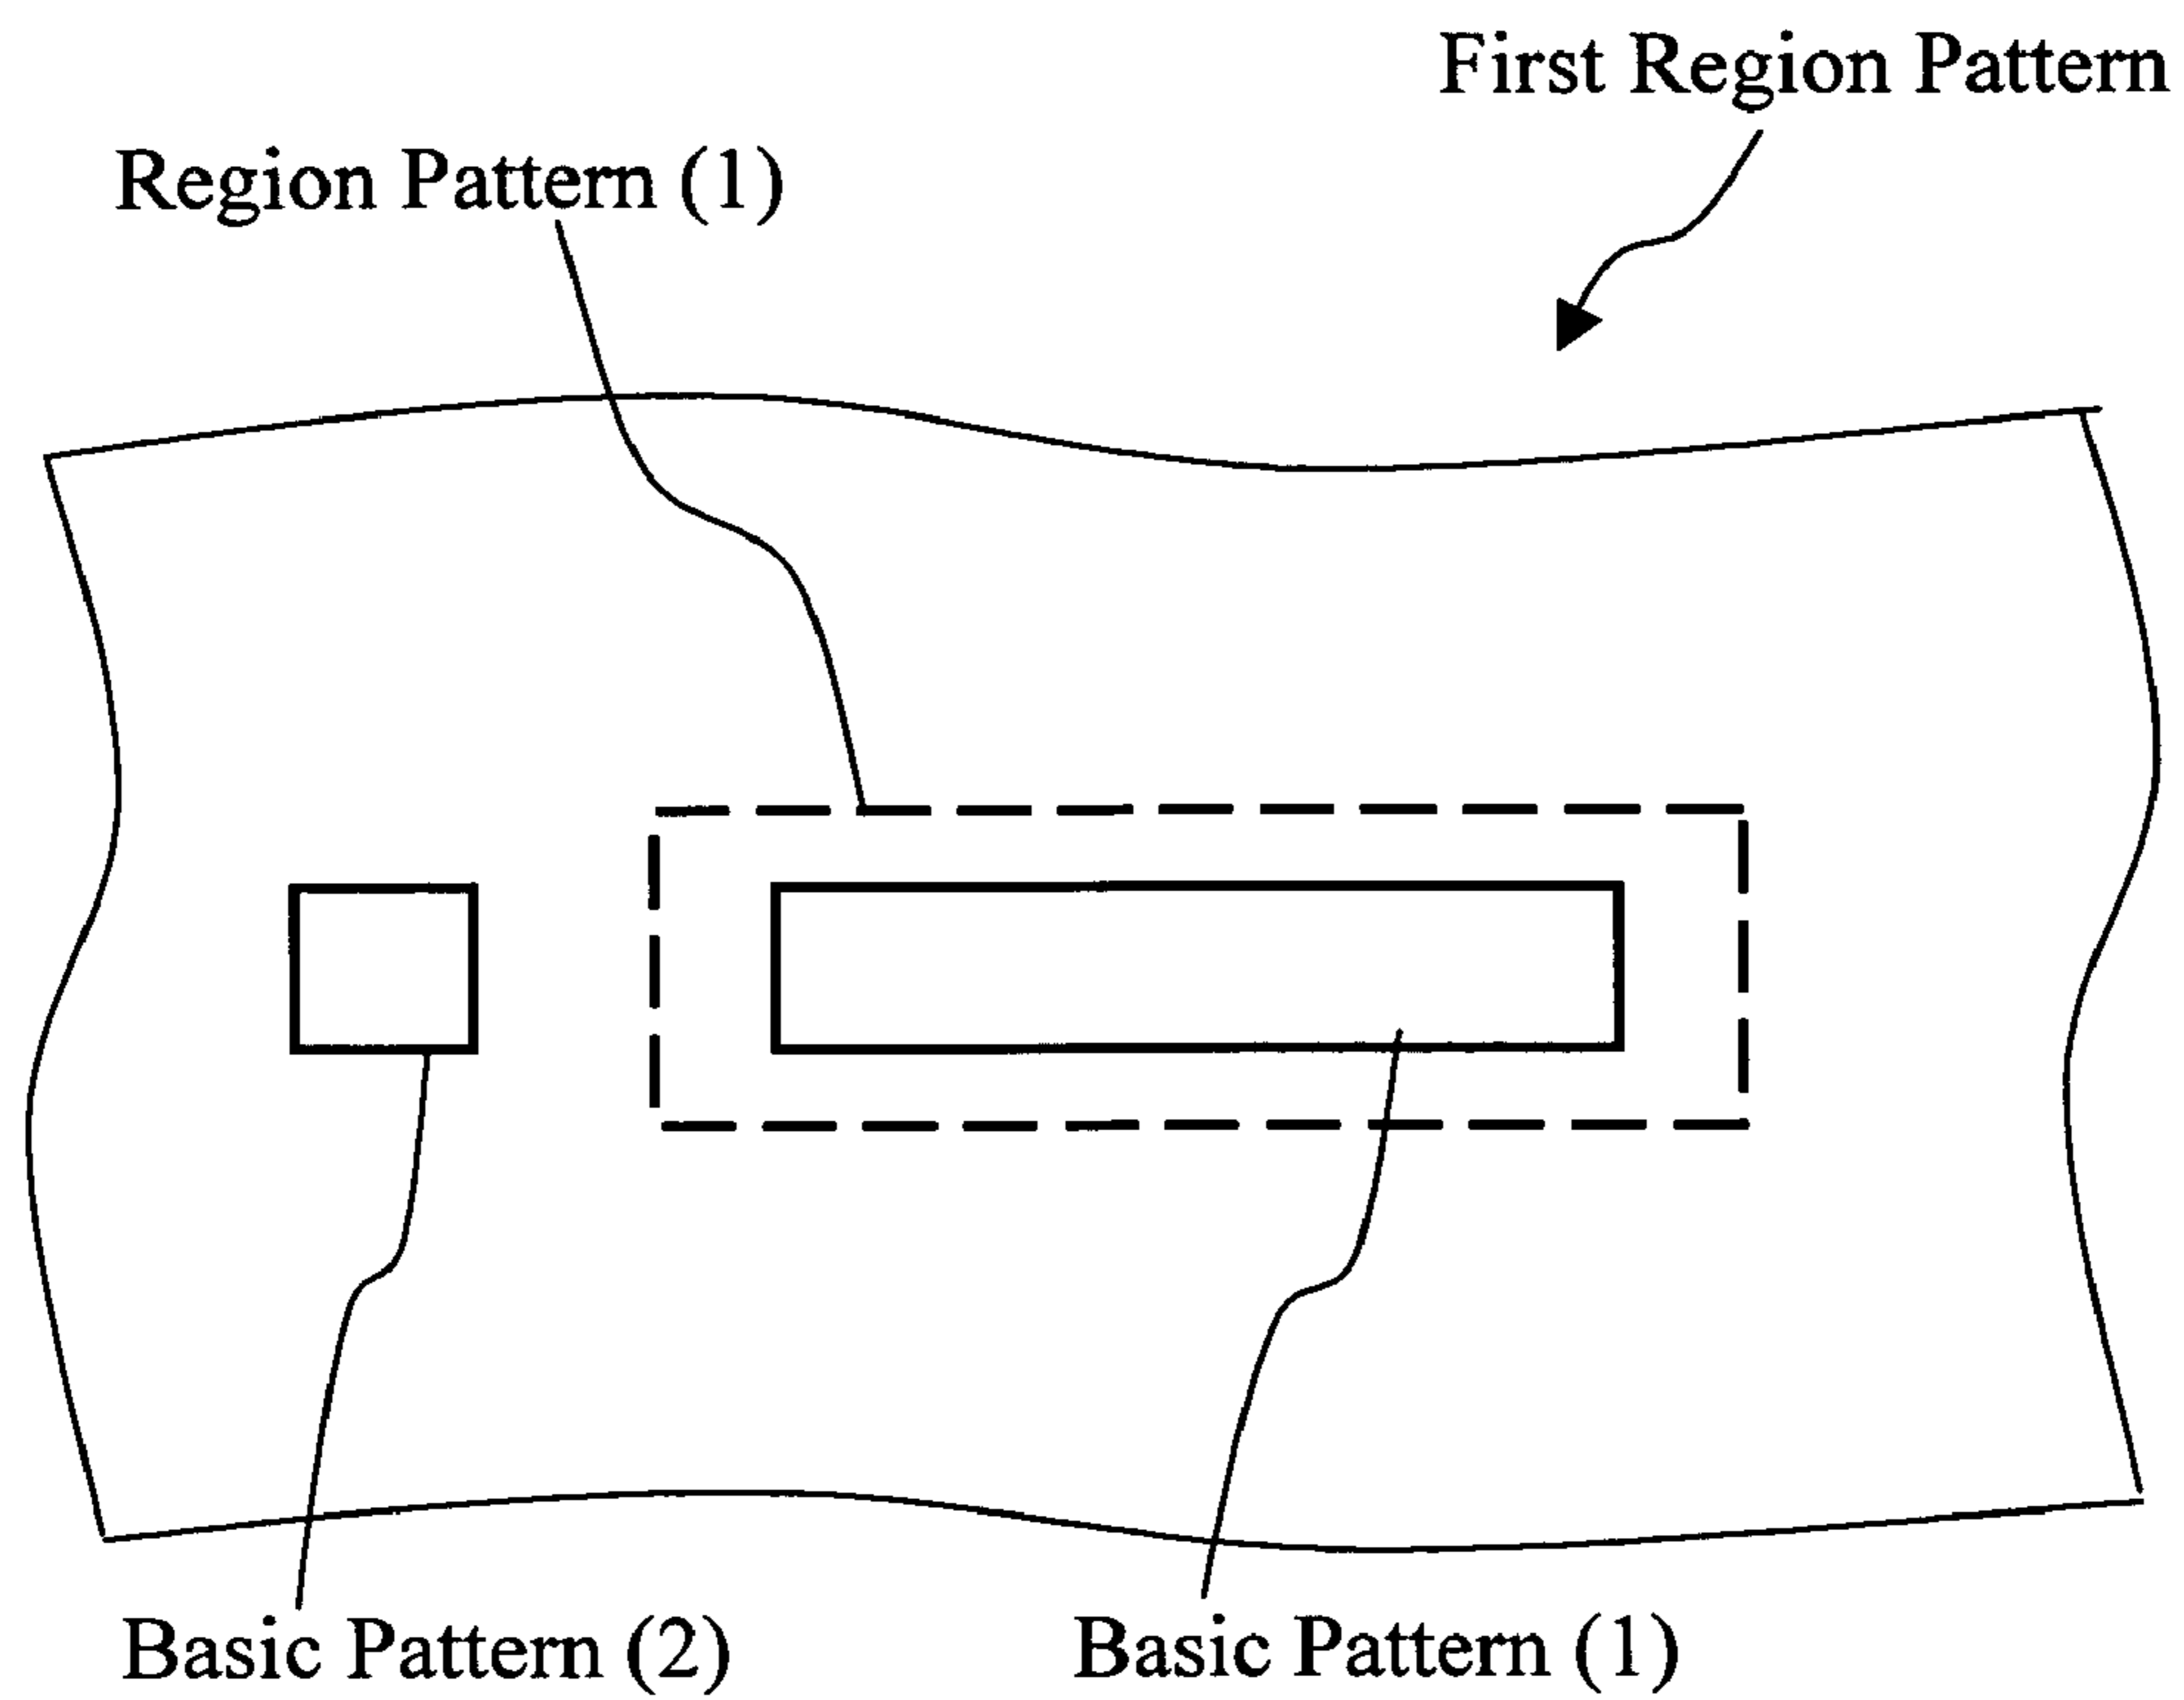 First Region Pattern
Region Pattern (1)
Basic Pattern (2)
Basic Pattern (1)